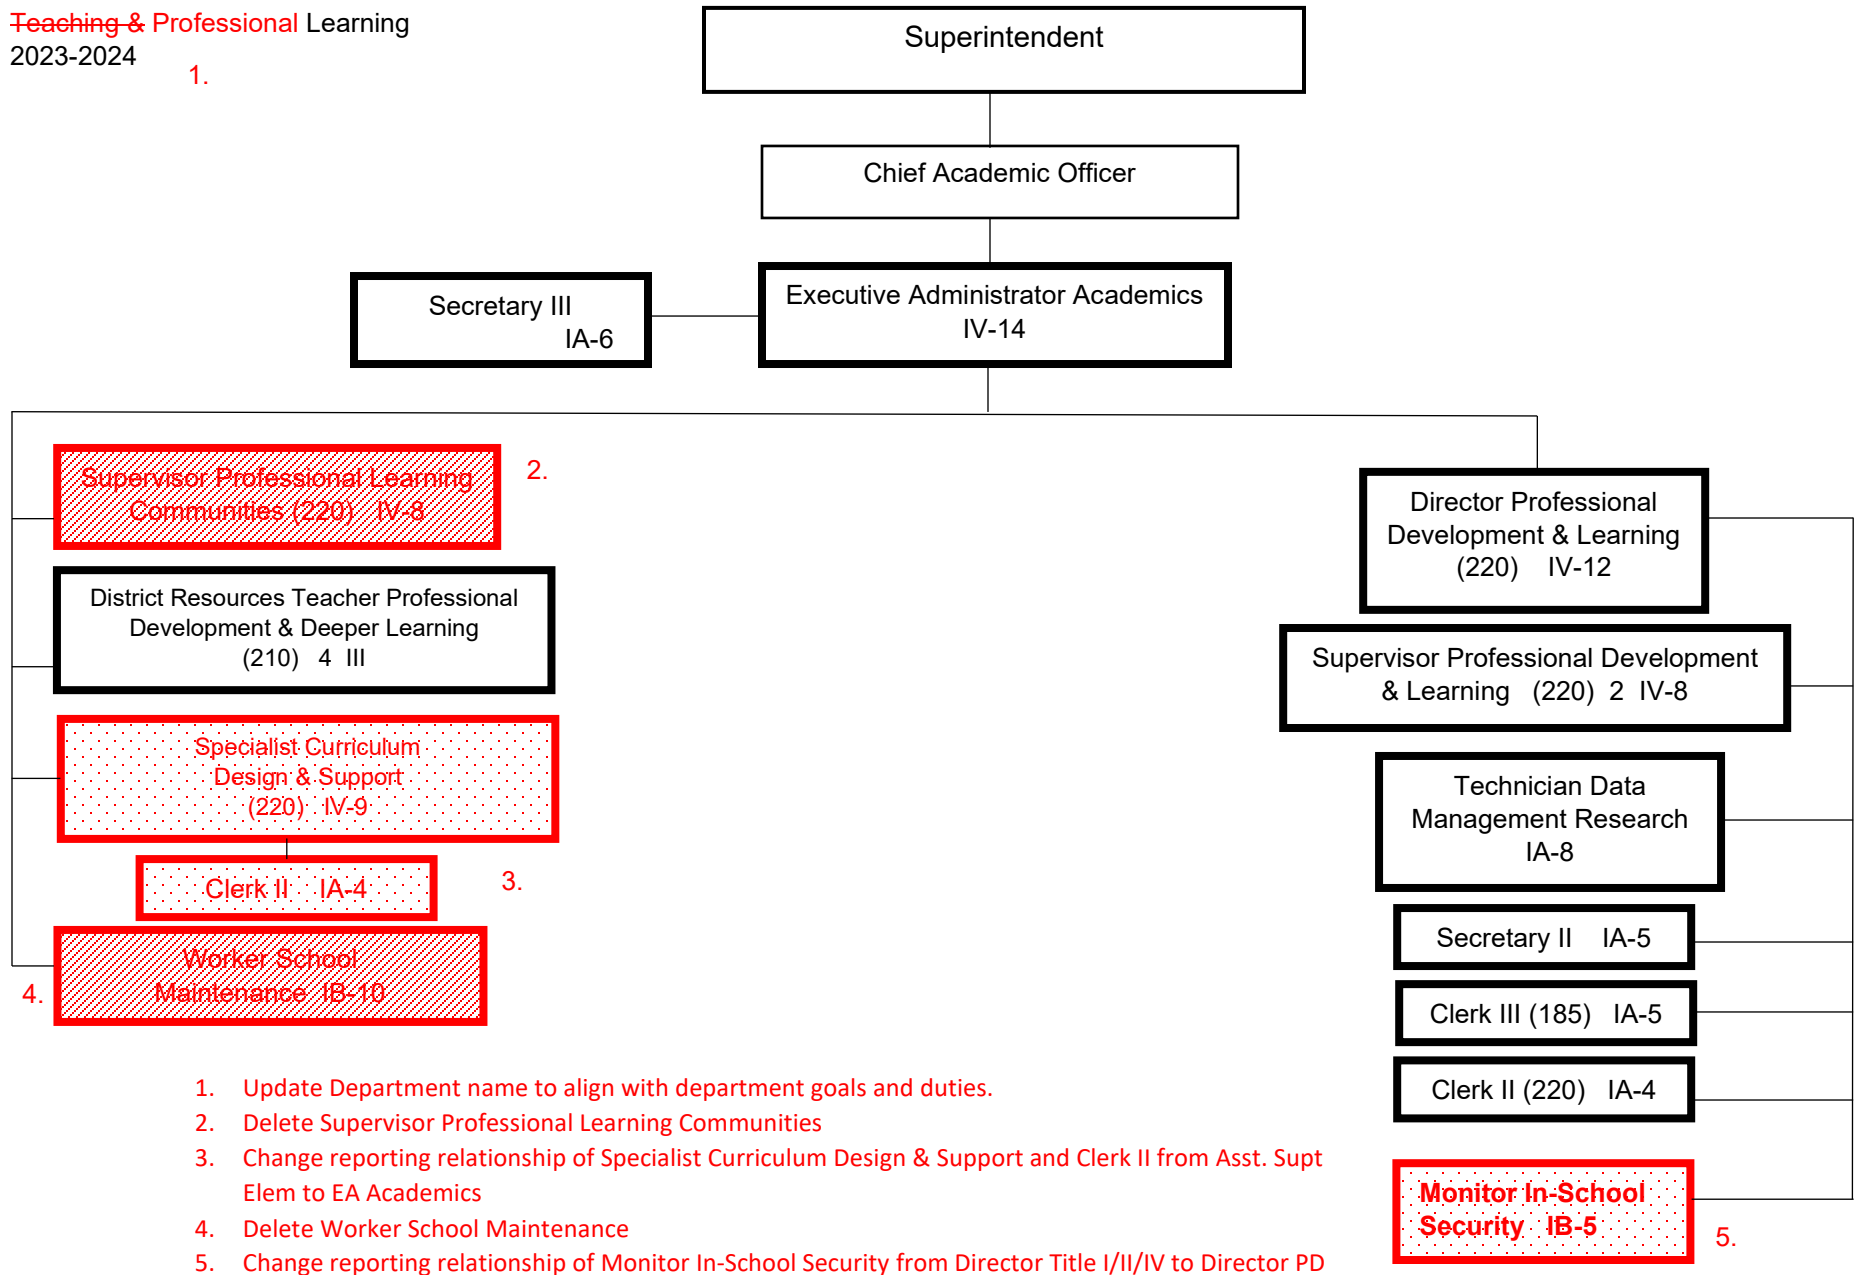 Teaching & Professional Learning
2023-2024
1.
Superintendent
Chief Academic Officer
Executive Administrator Academics
IV-14
Secretary III
IA-6
Supervisor Professional Learning
Communities (220) IV-8
2.
District Resources Teacher Professional
Development & Deeper Learning
(210) 4 III
Specialist Curriculum
Design & Support
(220) IV-9
Clerk II IA-4
3.
Worker School
Maintenance IB-10
4.
Director Professional
Development & Learning
(220) IV-12
Supervisor Professional Development
& Learning (220) 2 IV-8
Technician Data
Management Research
IA-8
Secretary II IA-5
Clerk III (185) IA-5
Clerk II (220) IA-4
Monitor In-School
Security IB-5
5.
1. Update Department name to align with department goals and duties.
2. Delete Supervisor Professional Learning Communities
3. Change reporting relationship of Specialist Curriculum Design & Support and Clerk II from Asst. Supt
Elem to EA Academics
4. Delete Worker School Maintenance
5. Change reporting relationship of Monitor In-School Security from Director Title I/II/IV to Director PD